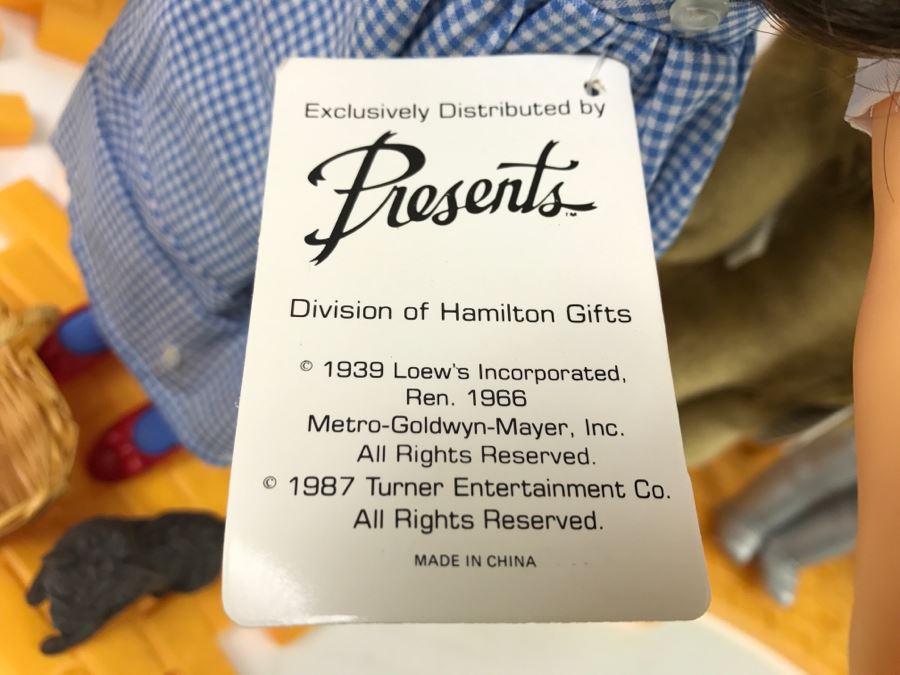 Exclusively Distributed by
Presents™
Division of Hamilton Gifts
© 1939 Loew's Incorporated,
Ren. 1966
Metro-Goldwyn-Mayer, Inc.
All Rights Reserved.
© 1987 Turner Entertainment Co.
All Rights Reserved.
MADE IN CHINA